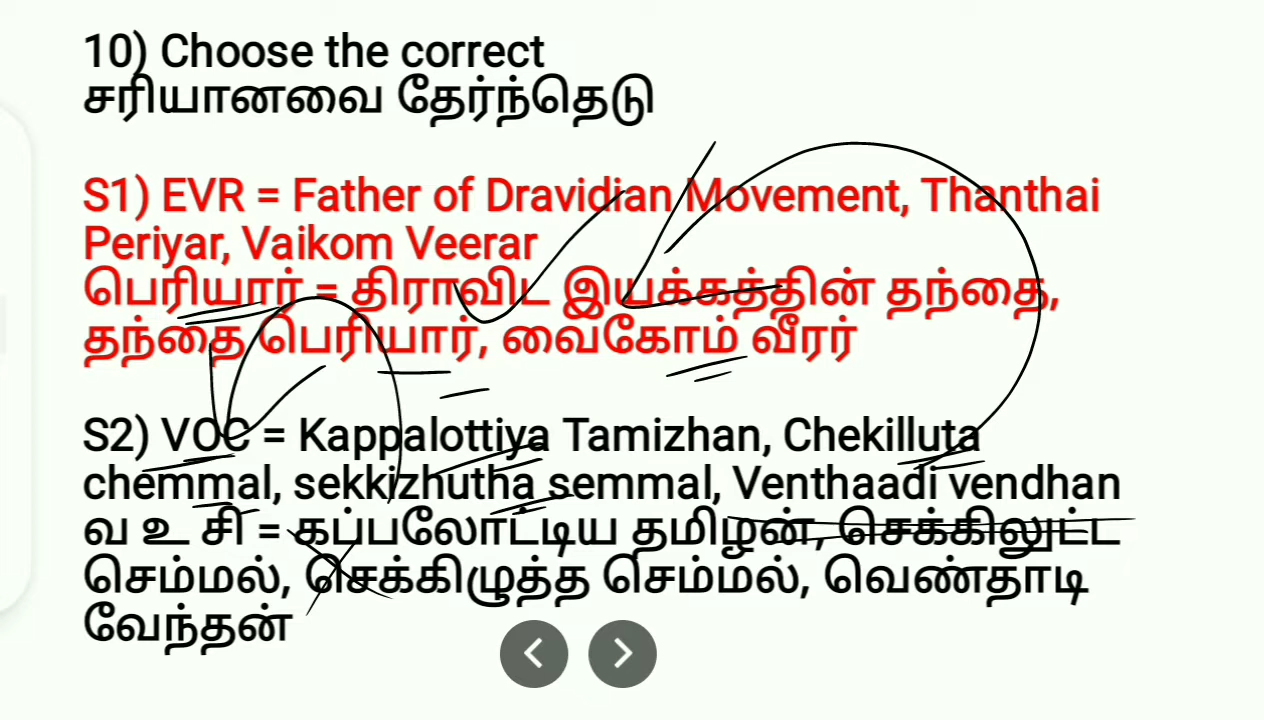 10) Choose the correct
சரியானவை தேர்ந்தெடு
S1) EVR = Father of Dravidian Movement, Thanthai
Periyar, Vaikom Veerar
பெரியார் = திராவிட இயக்கத்தின் தந்தை,
தந்தை பெரியார், வைகோம் வீரர்
S2) VOC = Kappalottiya Tamizhan, Chekilluta
chemmal, sekkizhutha semmal, Venthaadi vendhan
வ உ சி = கப்பலோட்டிய தமிழன், செக்கிலுட்ட
செம்மல், செக்கிழுத்த செம்மல், வெண்தாடி
வேந்தன்